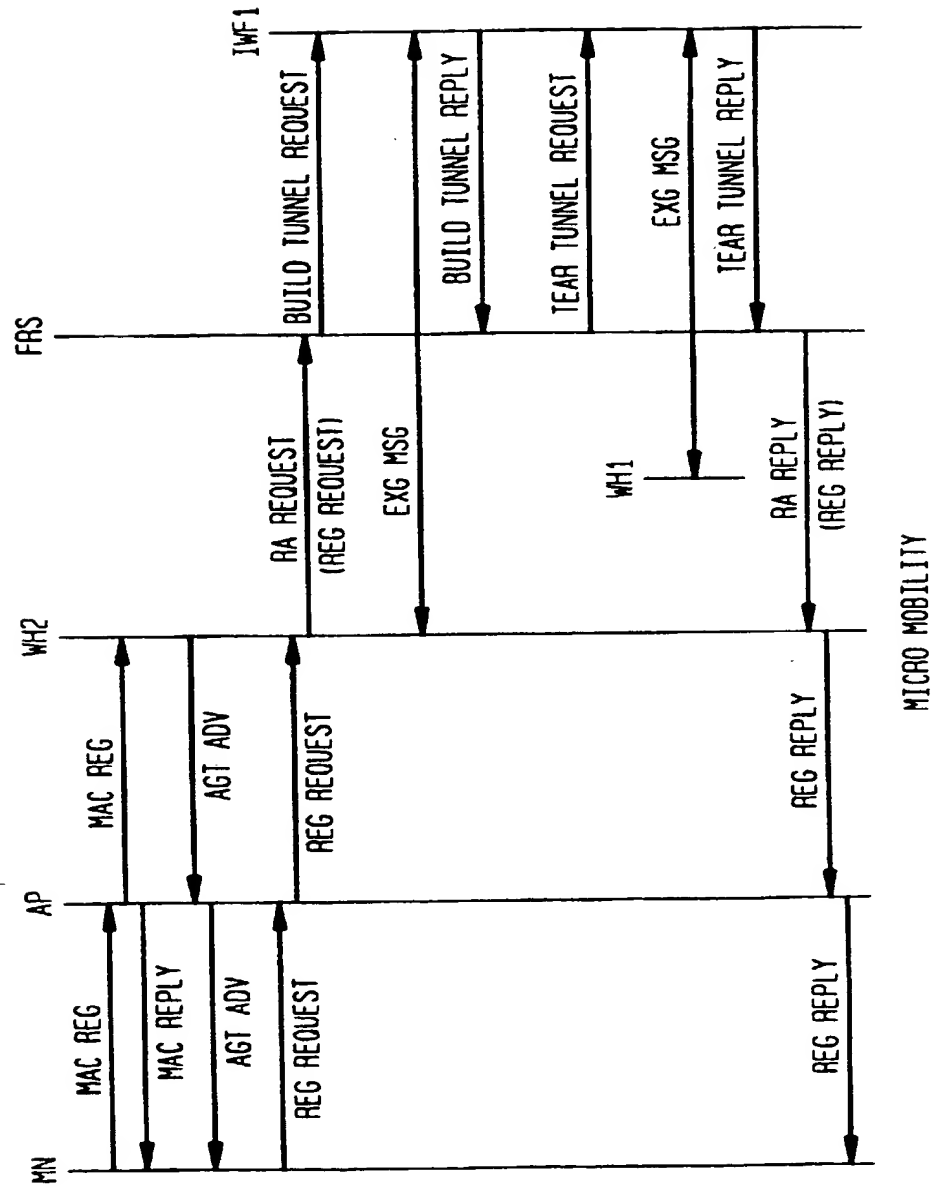 MN
AP
WH2
FRS
IWF1
MAC REG
MAC REG
MAC REPLY
AGT ADV
AGT ADV
REG REQUEST
REG REQUEST
RA REQUEST
(REG REQUEST)
BUILD TUNNEL REQUEST
EXG MSG
BUILD TUNNEL REPLY
TEAR TUNNEL REQUEST
WH1
EXG MSG
TEAR TUNNEL REPLY
RA REPLY
(REG REPLY)
REG REPLY
REG REPLY
MICRO MOBILITY